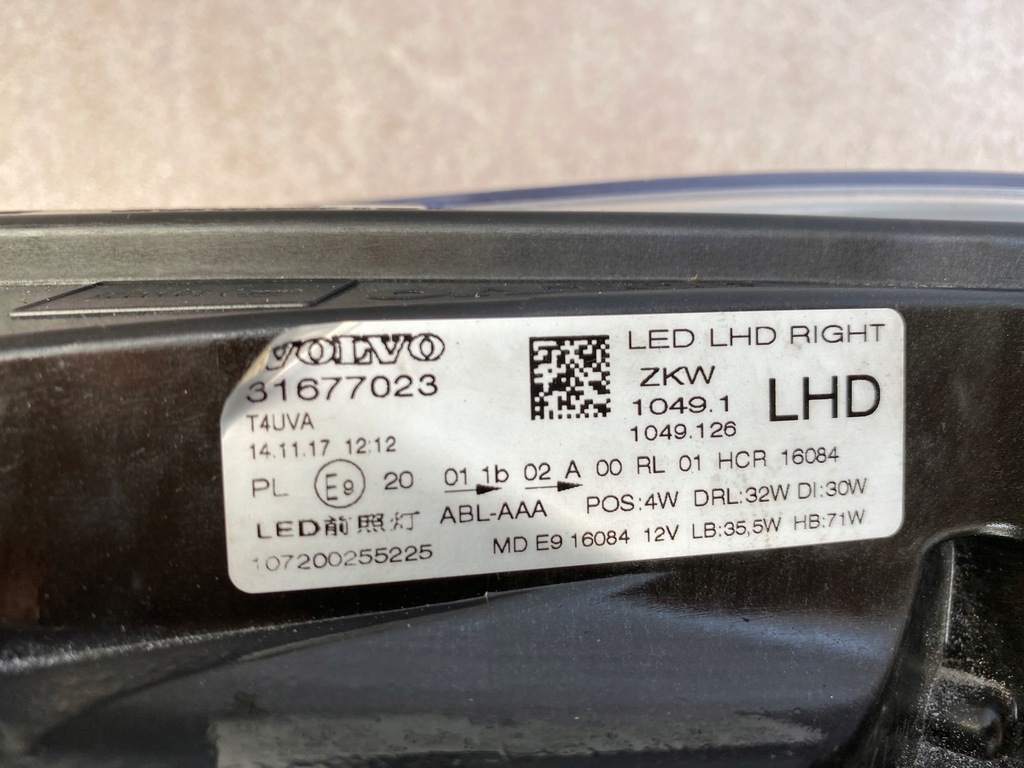 VOLVO
31677023
T4UVA
14.11.17 12:12
LED LHD RIGHT
ZKW
1049.1
1049.126
LHD
PL E9 20 01 1b 02 A 00 RL 01 HCR 16084
LED前照灯 ABL-AAA POS:4W DRL:32W DI:30W
107200255225 MD E9 16084 12V LB:35,5W HB:71W